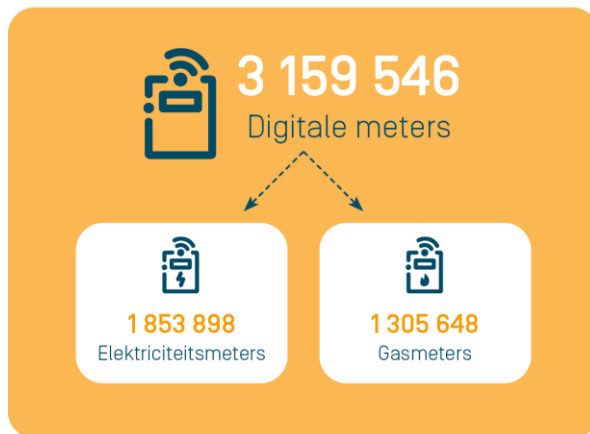 3 159 546
Digitale meters
1 853 898
Elektriciteitsmeters
1 305 648
Gasmeters